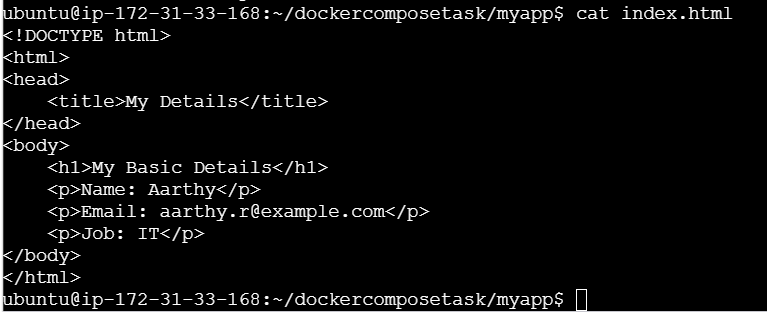 ubuntu@ip-172-31-33-168:~/dockercomposetask/myapp$ cat index.html
<!DOCTYPE html>
<html>
<head>
    <title>My Details</title>
</head>
<body>
    <h1>My Basic Details</h1>
    <p>Name: Aarthy</p>
    <p>Email: aarthy.r@example.com</p>
    <p>Job: IT</p>
</body>
</html>
ubuntu@ip-172-31-33-168:~/dockercomposetask/myapp$